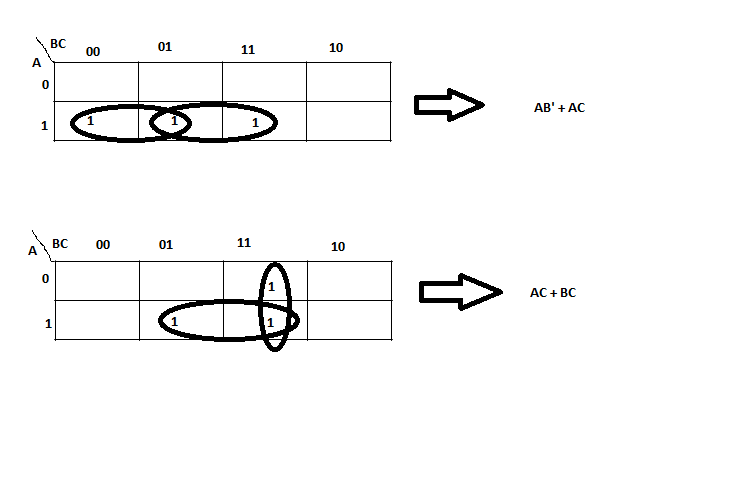 BC
00 01 11 10
A
0
1 1 1 1
AB' + AC
BC 00 01 11 10
A
0 1
1 1 1
AC + BC